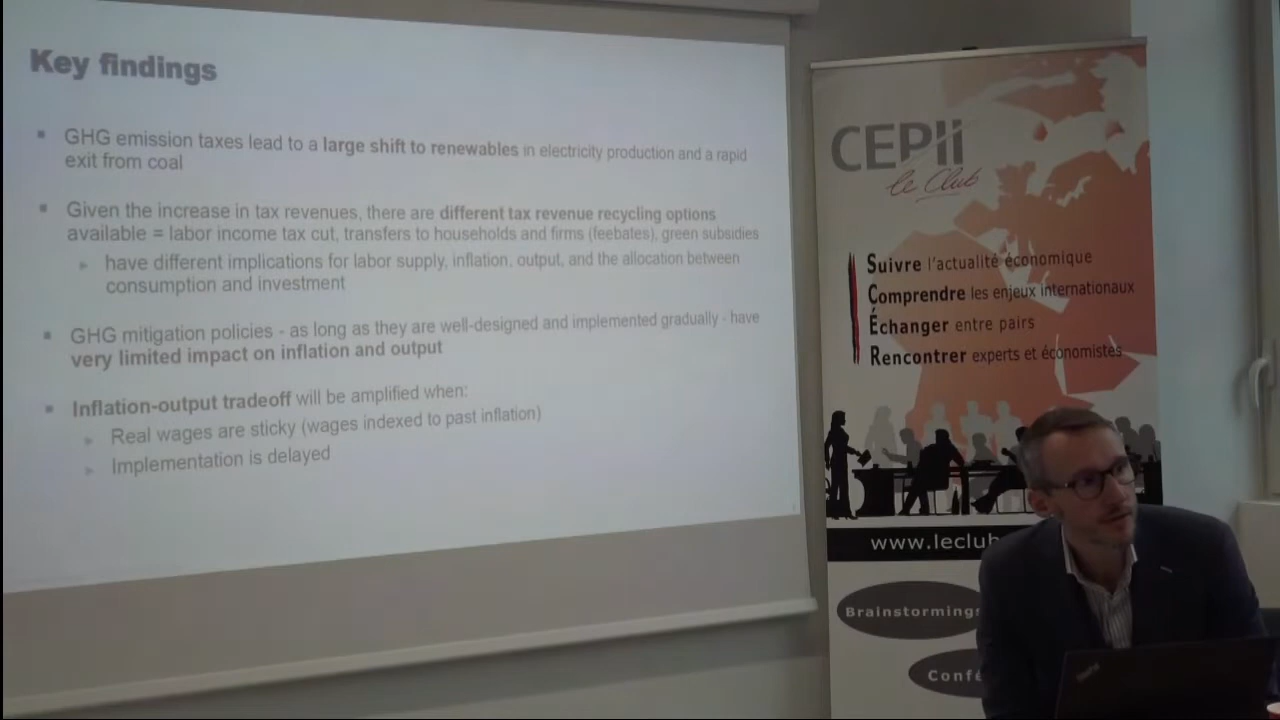 Key findings
GHG emission taxes lead to a large shift to renewables in electricity production and a rapid
exit from coal
Given the increase in tax revenues, there are different tax revenue recycling options
available = labor income tax cut, transfers to households and firms (feebates), green subsidies
have different implications for labor supply, inflation, output, and the allocation between
consumption and investment
GHG mitigation policies - as long as they are well-designed and implemented gradually - have
very limited impact on inflation and output
Inflation-output tradeoff will be amplified when:
Real wages are sticky (wages indexed to past inflation)
Implementation is delayed
CEPII
le Club
Suivre l'actualité économique
Comprendre les enjeux internationaux
Échanger entre pairs
Rencontrer experts et économistes
www.leclub
Brainstormings
Confé
ThinkPad